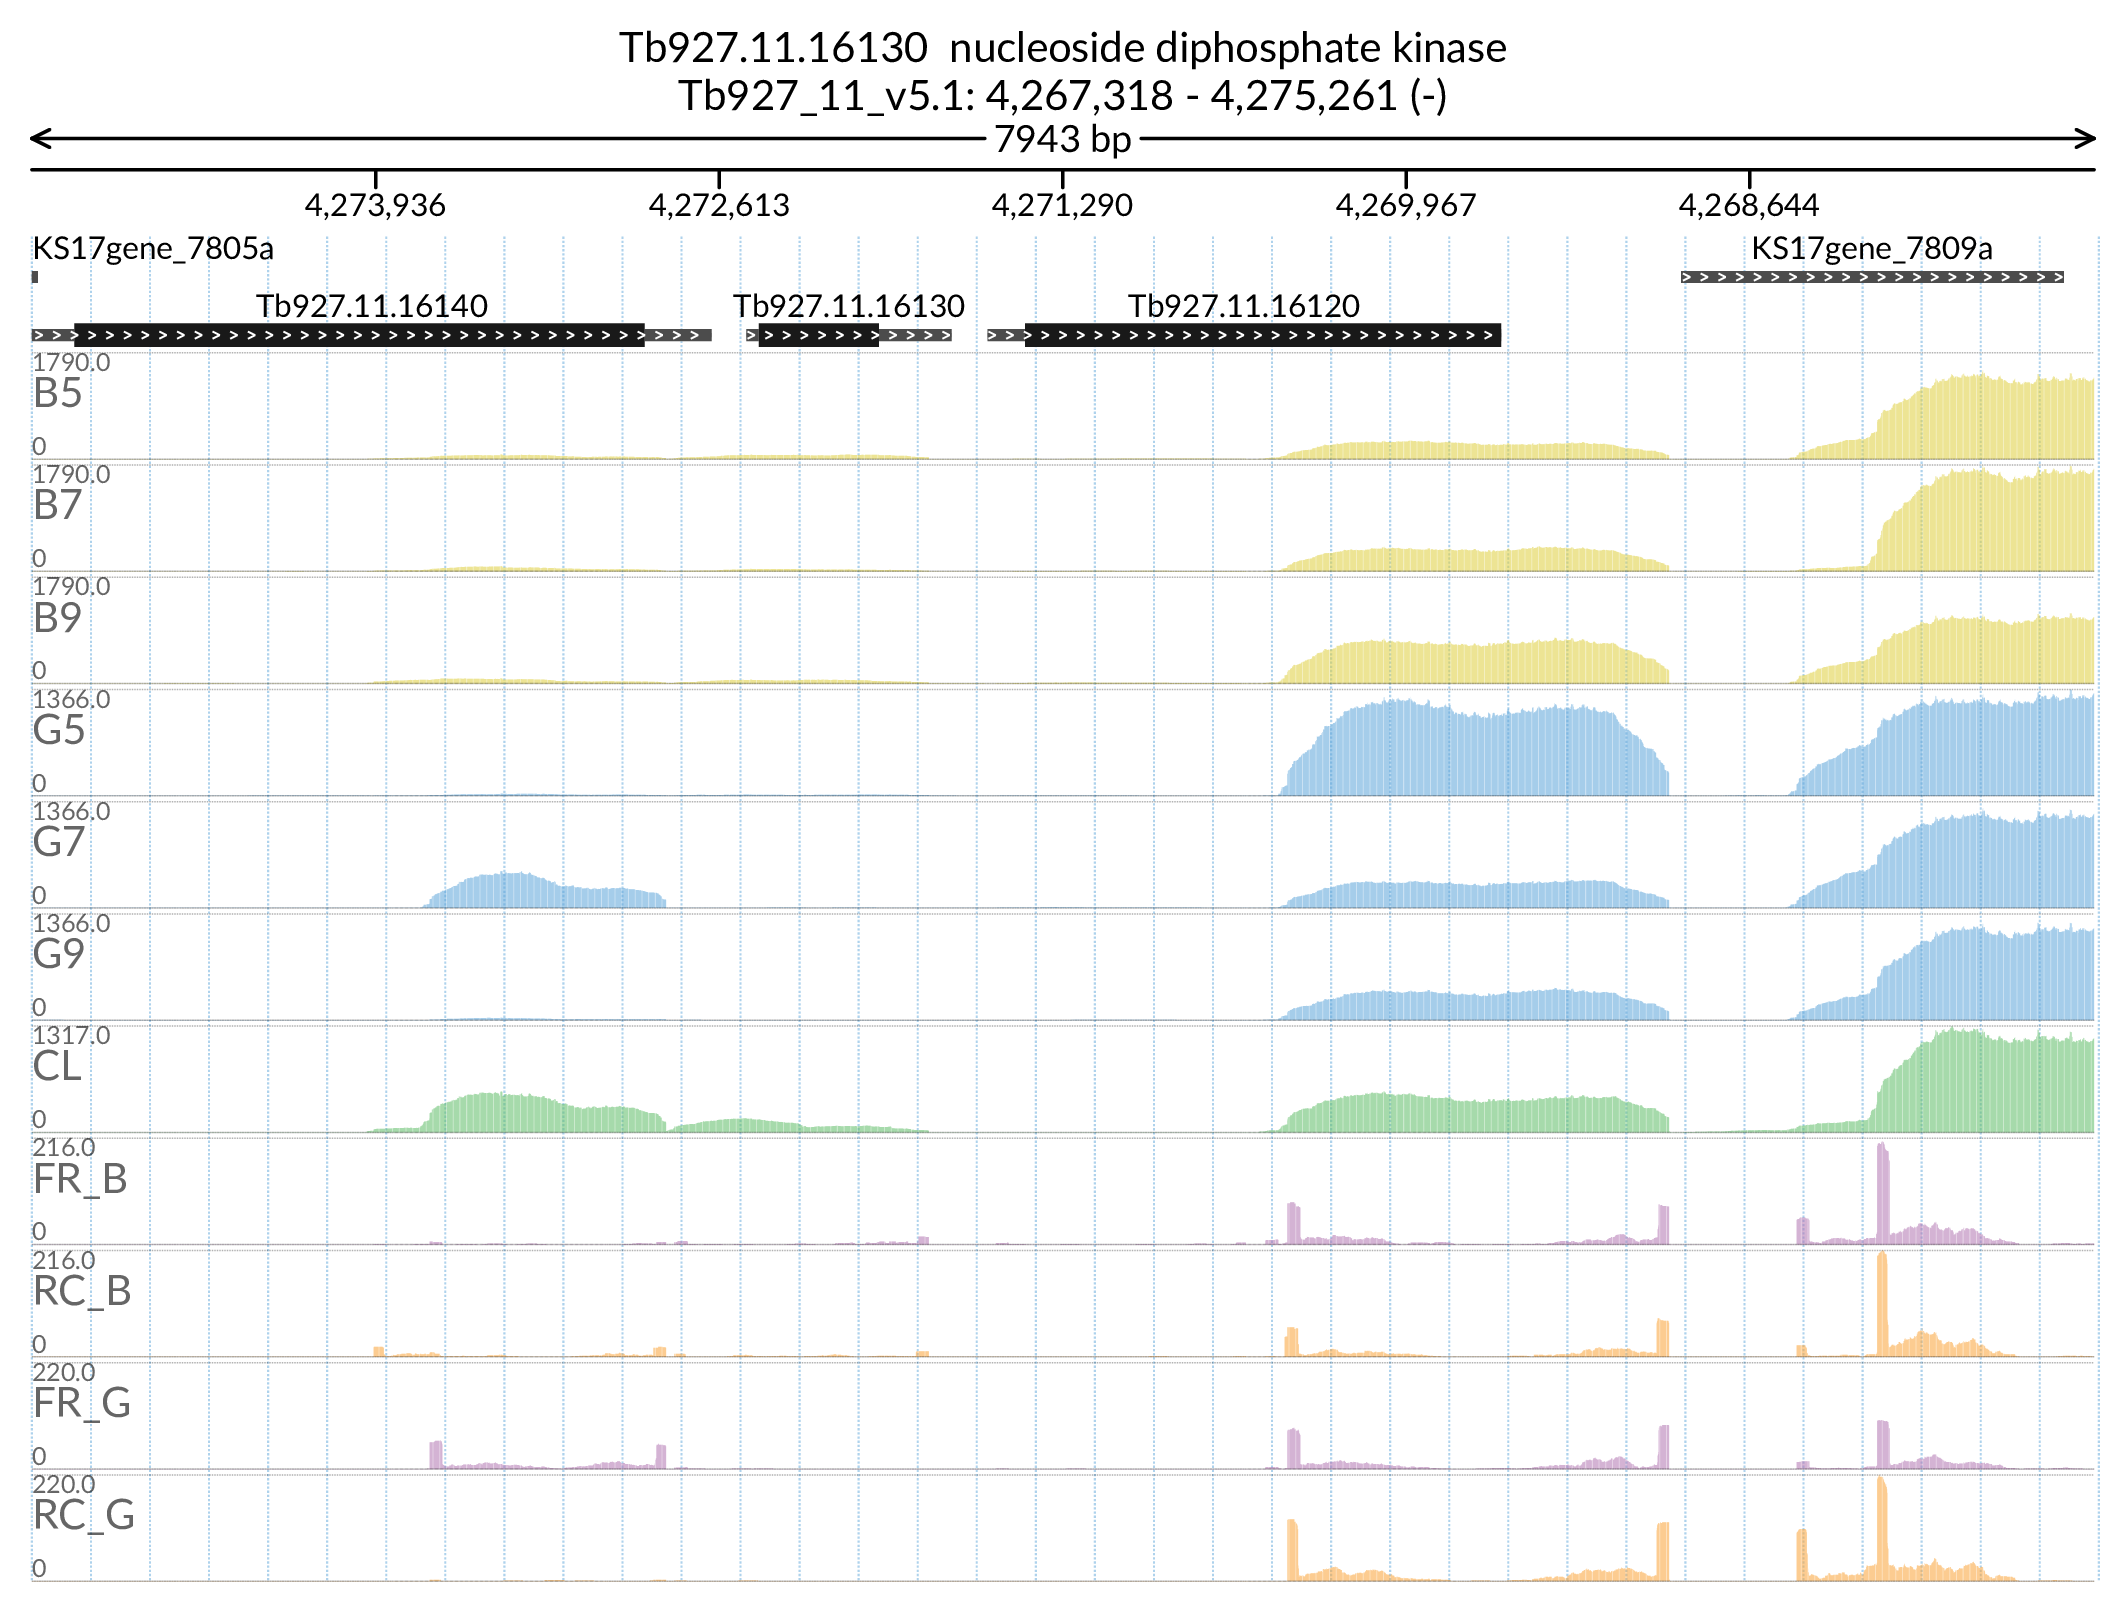 Tb927.11.16130 nucleoside diphosphate kinase
Tb927_11_v5.1: 4,267,318 - 4,275,261 (-)
7943 bp
4,273,936 4,272,613 4,271,290 4,269,967 4,268,644
KS17gene_7805a KS17gene_7809a
Tb927.11.16140 Tb927.11.16130 Tb927.11.16120
1790.0
B5
0
1790.0
B7
0
1790.0
B9
0
1366.0
G5
0
1366.0
G7
0
1366.0
G9
0
1317.0
CL
0
216.0
FR_B
0
216.0
RC_B
0
220.0
FR_G
0
220.0
RC_G
0